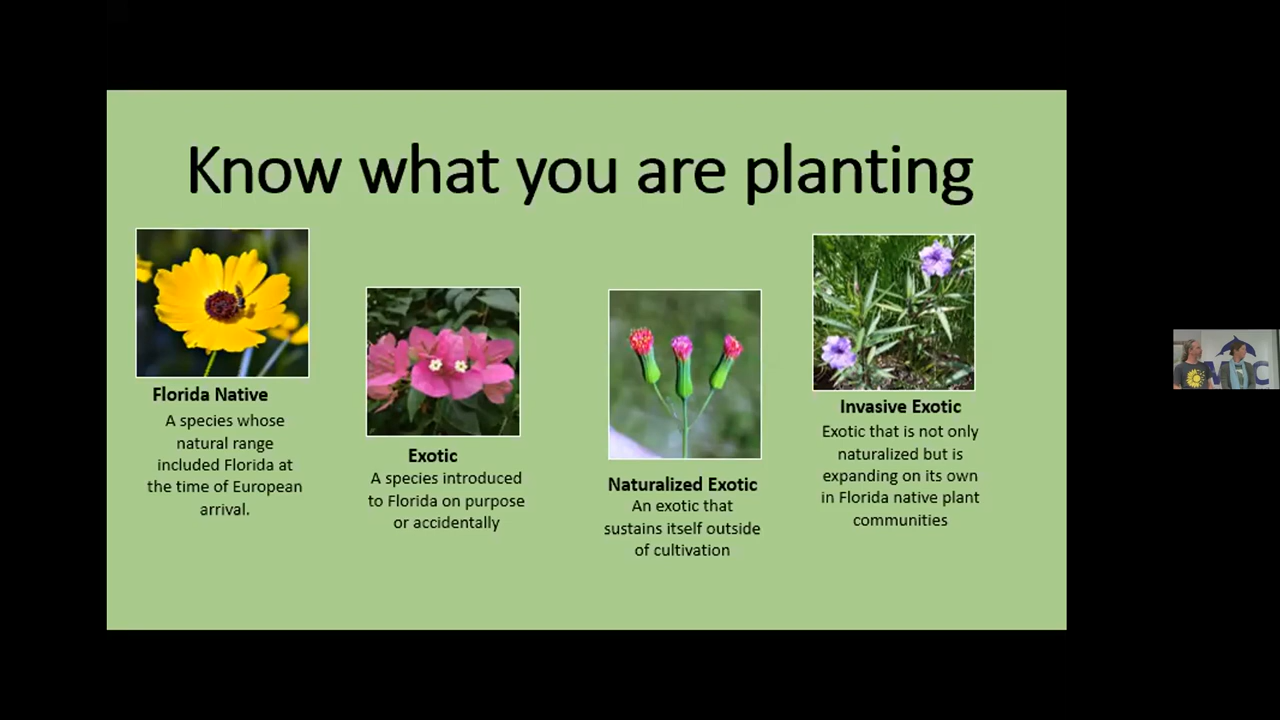 Know what you are planting
Florida Native
A species whose
natural range
included Florida at
the time of European
arrival.
Exotic
A species introduced
to Florida on purpose
or accidentally
Naturalized Exotic
An exotic that
sustains itself outside
of cultivation
Invasive Exotic
Exotic that is not only
naturalized but is
expanding on its own
in Florida native plant
communities